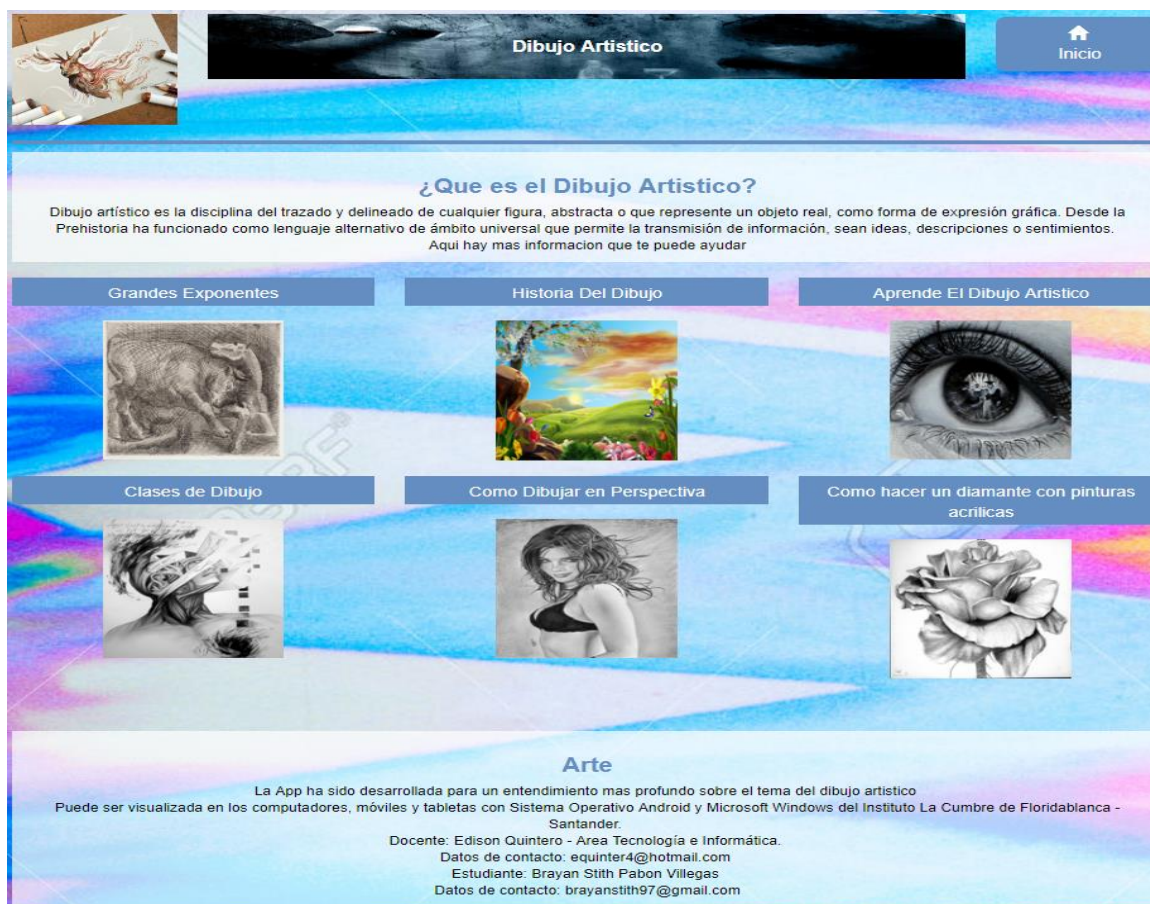 Dibujo Artistico
Inicio
¿Que es el Dibujo Artistico?
Dibujo artístico es la disciplina del trazado y delineado de cualquier figura, abstracta o que represente un objeto real, como forma de expresión gráfica. Desde la
Prehistoria ha funcionado como lenguaje alternativo de ámbito universal que permite la transmisión de información, sean ideas, descripciones o sentimientos.
Aqui hay mas informacion que te puede ayudar
Grandes Exponentes
Historia Del Dibujo
Aprende El Dibujo Artistico
Clases de Dibujo
Como Dibujar en Perspectiva
Como hacer un diamante con pinturas
acrilicas
Arte
La App ha sido desarrollada para un entendimiento mas profundo sobre el tema del dibujo artistico
Puede ser visualizada en los computadores, móviles y tabletas con Sistema Operativo Android y Microsoft Windows del Instituto La Cumbre de Floridablanca -
Santander.
Docente: Edison Quintero - Area Tecnología e Informática.
Datos de contacto: equinter4@hotmail.com
Estudiante: Brayan Stith Pabon Villegas
Datos de contacto: brayanstith97@gmail.com